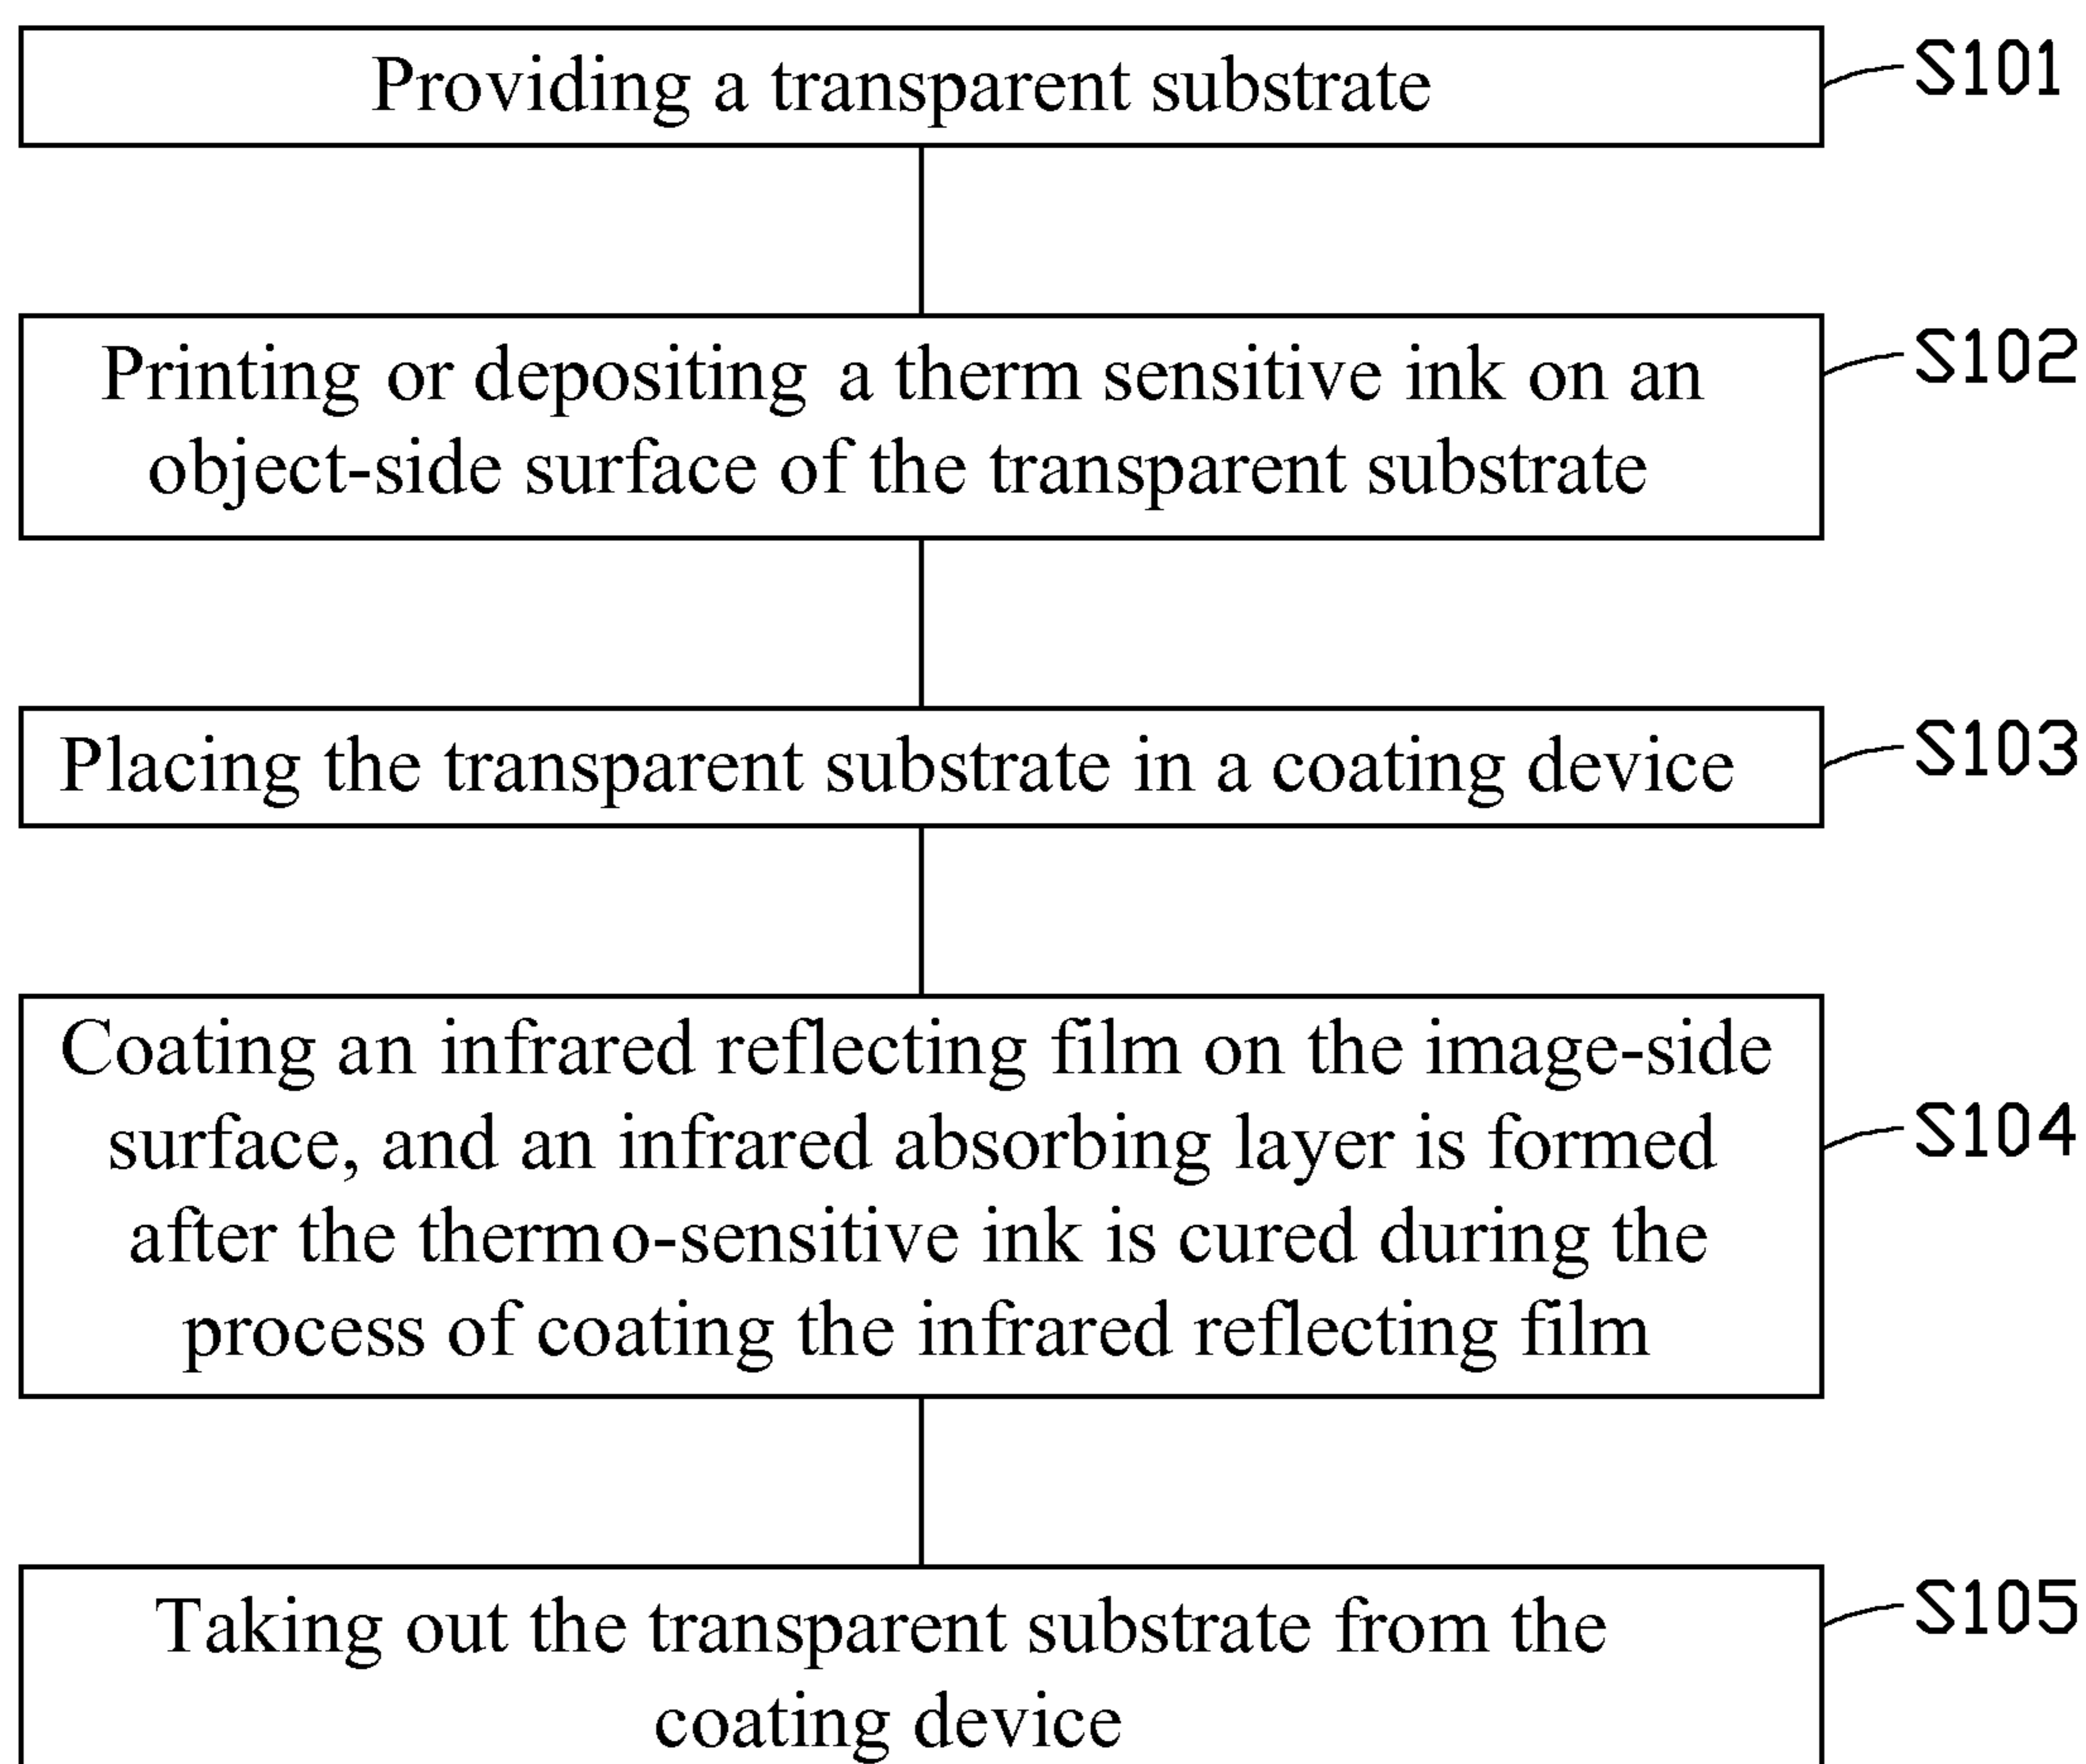 Providing a transparent substrate
S101
Printing or depositing a therm sensitive ink on an
object-side surface of the transparent substrate
S102
Placing the transparent substrate in a coating device
S103
Coating an infrared reflecting film on the image-side
surface, and an infrared absorbing layer is formed
after the thermo-sensitive ink is cured during the
process of coating the infrared reflecting film
S104
Taking out the transparent substrate from the
coating device
S105